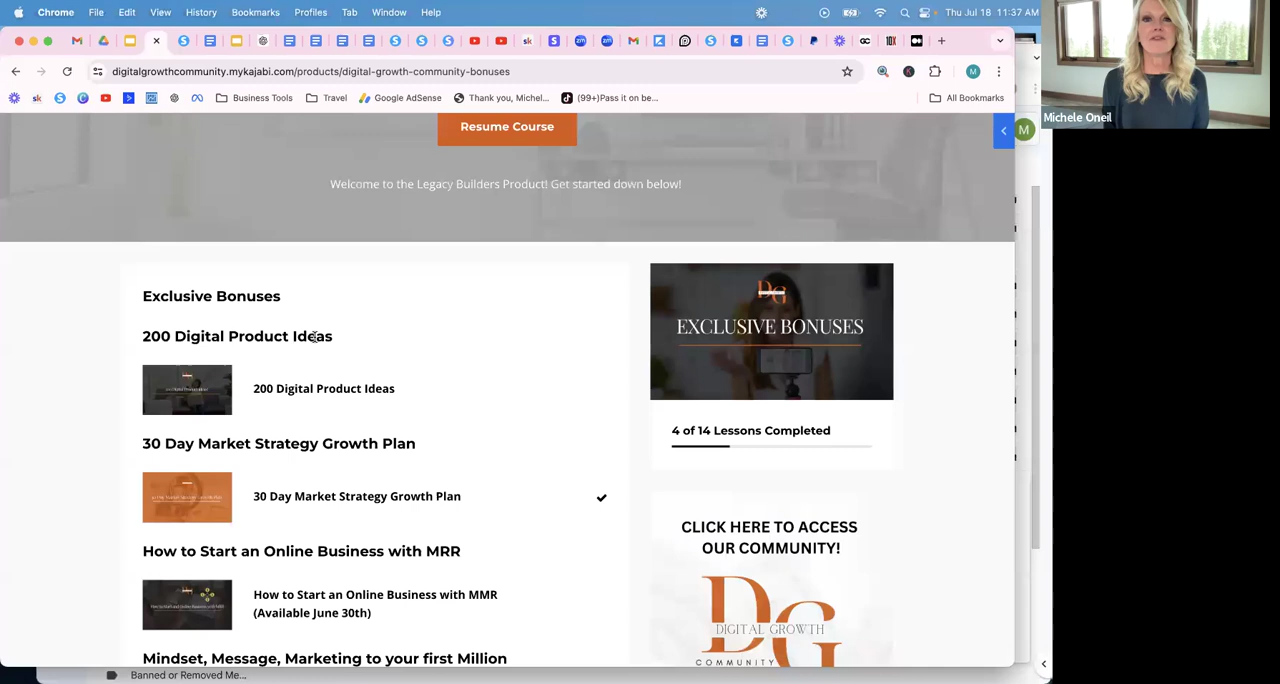 Chrome File Edit View History Bookmarks Profiles Tab Window Help
Thu Jul 18 11:37 AM
digitalgrowthcommunity.mykajabi.com/products/digital-growth-community-bonuses
Business Tools
Travel
Google AdSense
Thank you, Michel...
(99+)Pass it on be...
All Bookmarks
Michele Oneil
Resume Course
Welcome to the Legacy Builders Product! Get started down below!
Exclusive Bonuses
200 Digital Product Ideas
200 Digital Product Ideas
30 Day Market Strategy Growth Plan
30 Day Market Strategy Growth Plan
How to Start an Online Business with MRR
How to Start an Online Business with MMR
(Available June 30th)
Mindset, Message, Marketing to your first Million
DG
EXCLUSIVE BONUSES
4 of 14 Lessons Completed
CLICK HERE TO ACCESS
OUR COMMUNITY!
DG
DIGITAL GROWTH
COMMUNITY
Banned or Removed Me...